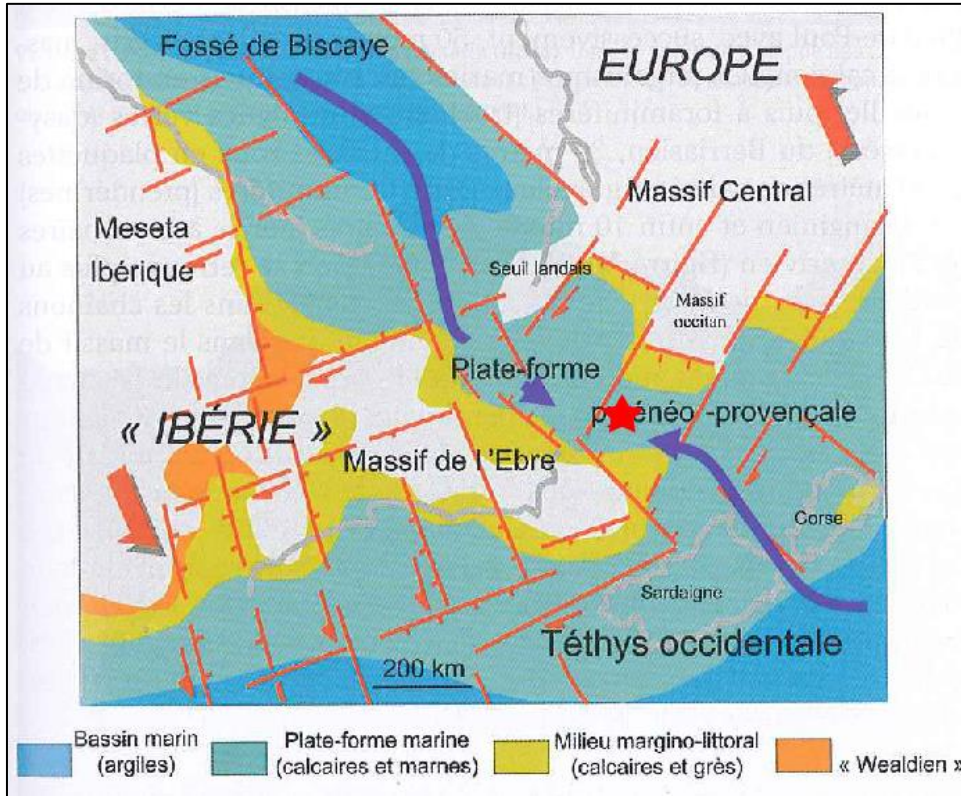 Fossé de Biscaye
EUROPE
Massif Central
Meseta
Ibérique
Seuil landais
Massif
occitan
Plate-forme
pyrénéo -provençale
« IBÉRIE »
Massif de l 'Ebre
Corse
Sardaigne
Téthys occidentale
200 km
Bassin marin
(argiles)
Plate-forme marine
(calcaires et marnes)
Milieu margino-littoral
(calcaires et grès)
« Wealdien »